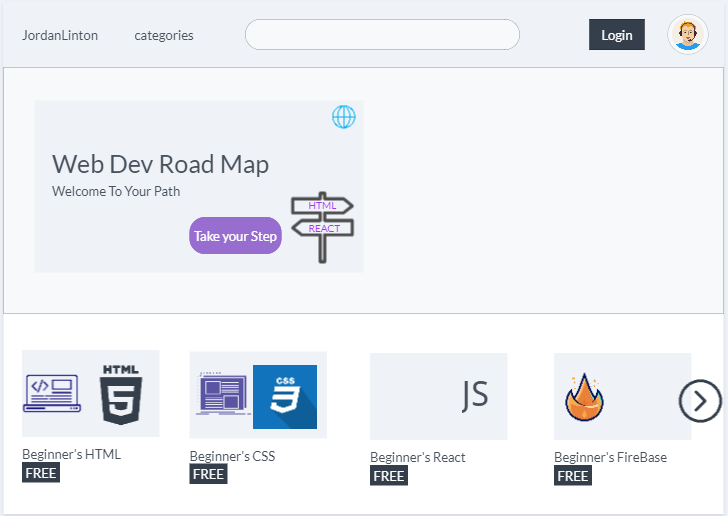 JordanLinton
categories
Login
Web Dev Road Map
Welcome To Your Path
Take your Step
HTML
REACT
HTML
5
CSS
3
JS
Beginner's HTML
Beginner's CSS
Beginner's React
Beginner's FireBase
FREE
FREE
FREE
FREE